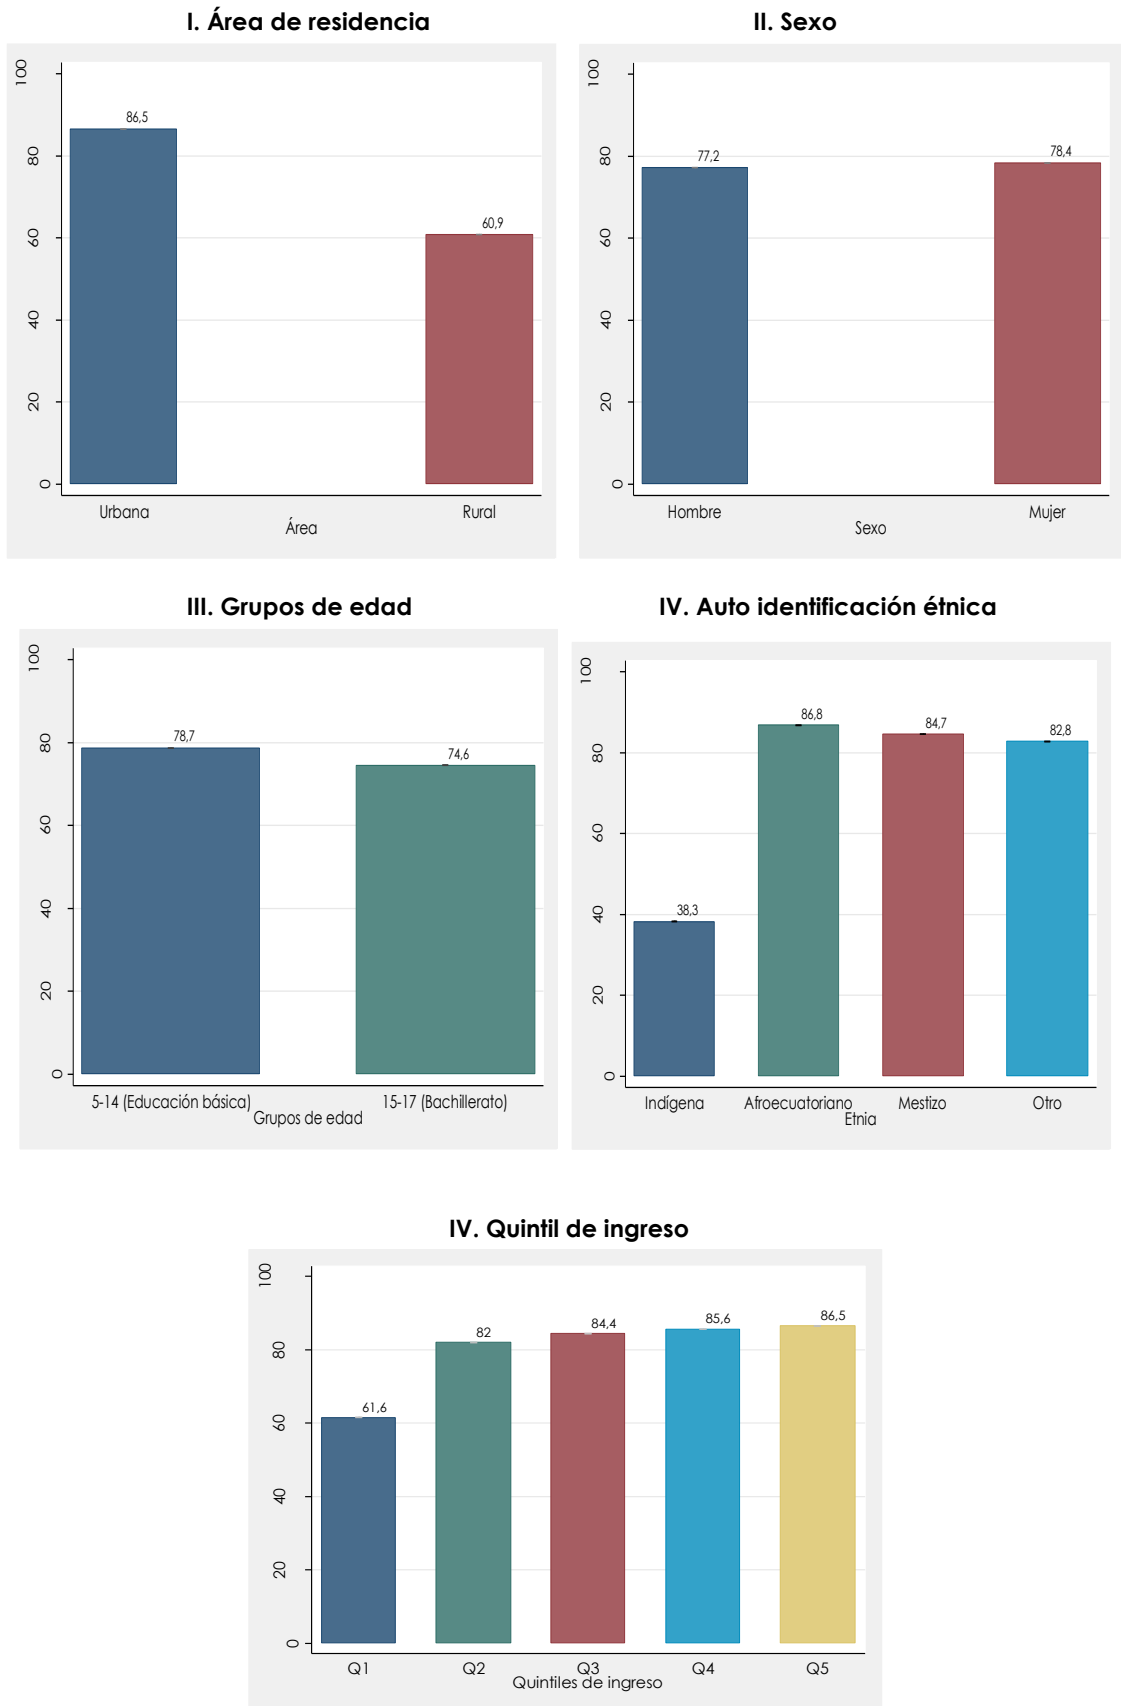 I. Área de residencia
100
80
60
40
20
0
86,5
60,9
Urbana
Rural
Área
II. Sexo
100
80
60
40
20
0
77,2
78,4
Hombre
Mujer
Sexo
III. Grupos de edad
100
80
60
40
20
0
78,7
74,6
5-14 (Educación básica)
15-17 (Bachillerato)
Grupos de edad
IV. Auto identificación étnica
100
80
60
40
20
0
38,3
86,8
84,7
82,8
Indígena
Afroecuatoriano
Mestizo
Otro
Etnia
IV. Quintil de ingreso
100
80
60
40
20
0
61,6
82
84,4
85,6
86,5
Q1
Q2
Q3
Q4
Q5
Quintiles de ingreso